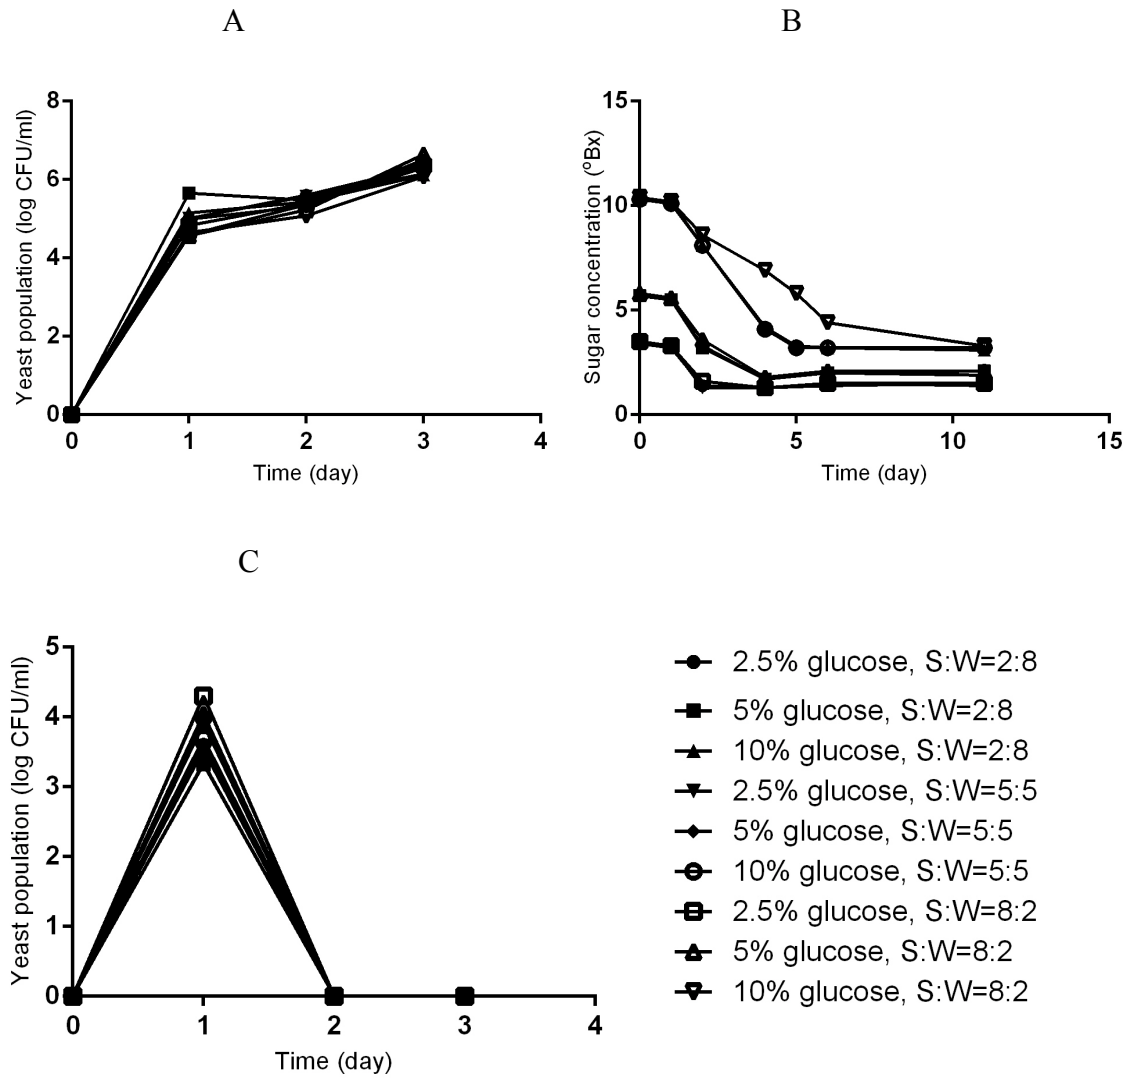 A
B
Yeast population (log CFU/ml)
8
6
4
2
0
0 1 2 3 4
Time (day)
Sugar concentration (ºBx)
15
10
5
0
0 5 10 15
Time (day)
C
Yeast population (log CFU/ml)
5
4
3
2
1
0
0 1 2 3 4
Time (day)
2.5% glucose, S:W=2:8
5% glucose, S:W=2:8
10% glucose, S:W=2:8
2.5% glucose, S:W=5:5
5% glucose, S:W=5:5
10% glucose, S:W=5:5
2.5% glucose, S:W=8:2
5% glucose, S:W=8:2
10% glucose, S:W=8:2